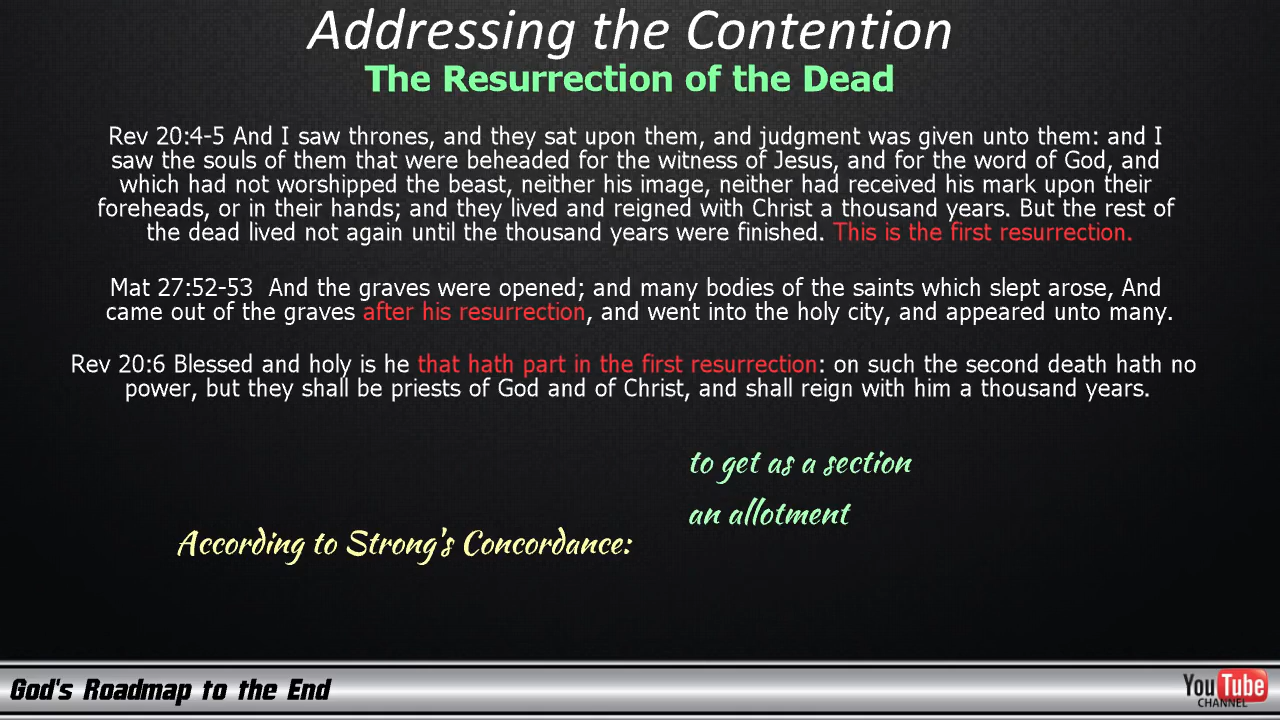 Addressing the Contention
The Resurrection of the Dead
Rev 20:4-5 And I saw thrones, and they sat upon them, and judgment was given unto them: and I
saw the souls of them that were beheaded for the witness of Jesus, and for the word of God, and
which had not worshipped the beast, neither his image, neither had received his mark upon their
foreheads, or in their hands; and they lived and reigned with Christ a thousand years. But the rest of
the dead lived not again until the thousand years were finished. This is the first resurrection.
Mat 27:52-53 And the graves were opened; and many bodies of the saints which slept arose, And
came out of the graves after his resurrection, and went into the holy city, and appeared unto many.
Rev 20:6 Blessed and holy is he that hath part in the first resurrection: on such the second death hath no
power, but they shall be priests of God and of Christ, and shall reign with him a thousand years.
to get as a section
an allotment
According to Strong's Concordance:
God's Roadmap to the End
YouTube
CHANNEL